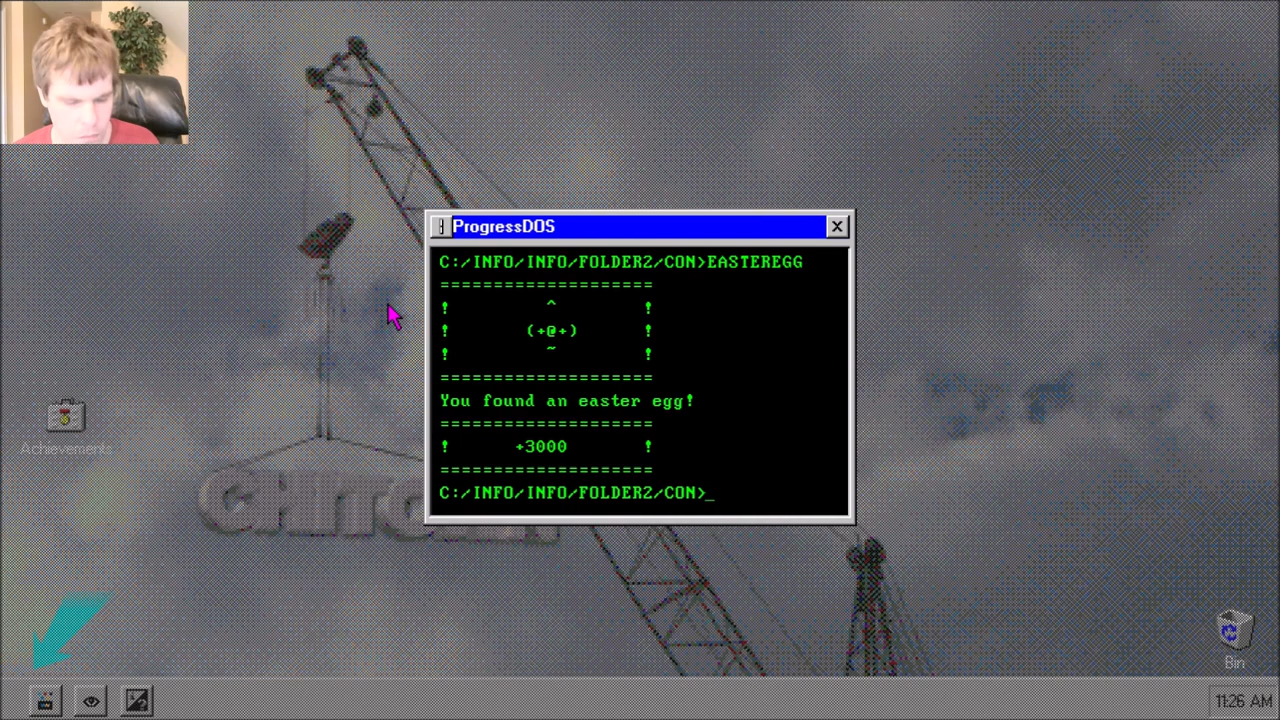 ProgressDOS
C:/INFO/INFO/FOLDER2/CON>EASTEREGG
====================
! ^ !
! (+@+) !
! ~ !
====================
You found an easter egg!
====================
! +3000 !
====================
C:/INFO/INFO/FOLDER2/CON>_
Achievements
Bin
11:26 AM